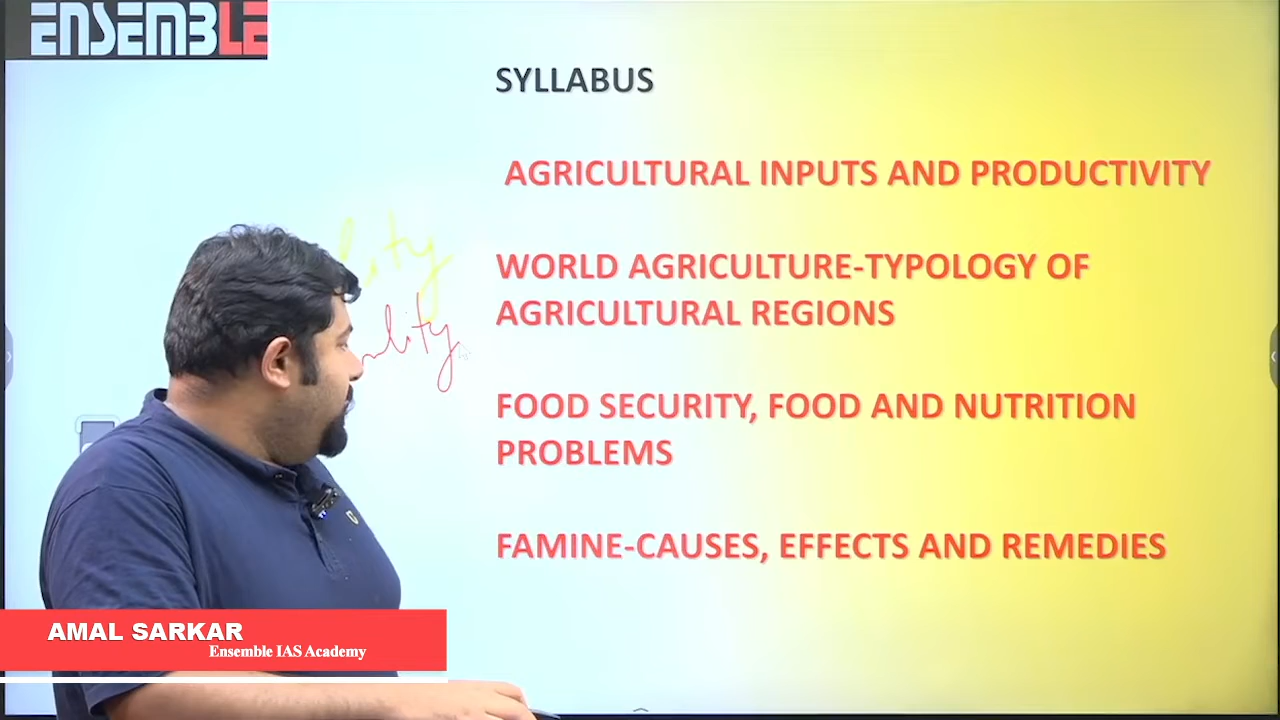 ENSEMBLE
SYLLABUS
AGRICULTURAL INPUTS AND PRODUCTIVITY
WORLD AGRICULTURE-TYPOLOGY OF
AGRICULTURAL REGIONS
FOOD SECURITY, FOOD AND NUTRITION
PROBLEMS
FAMINE-CAUSES, EFFECTS AND REMEDIES
AMAL SARKAR
Ensemble IAS Academy